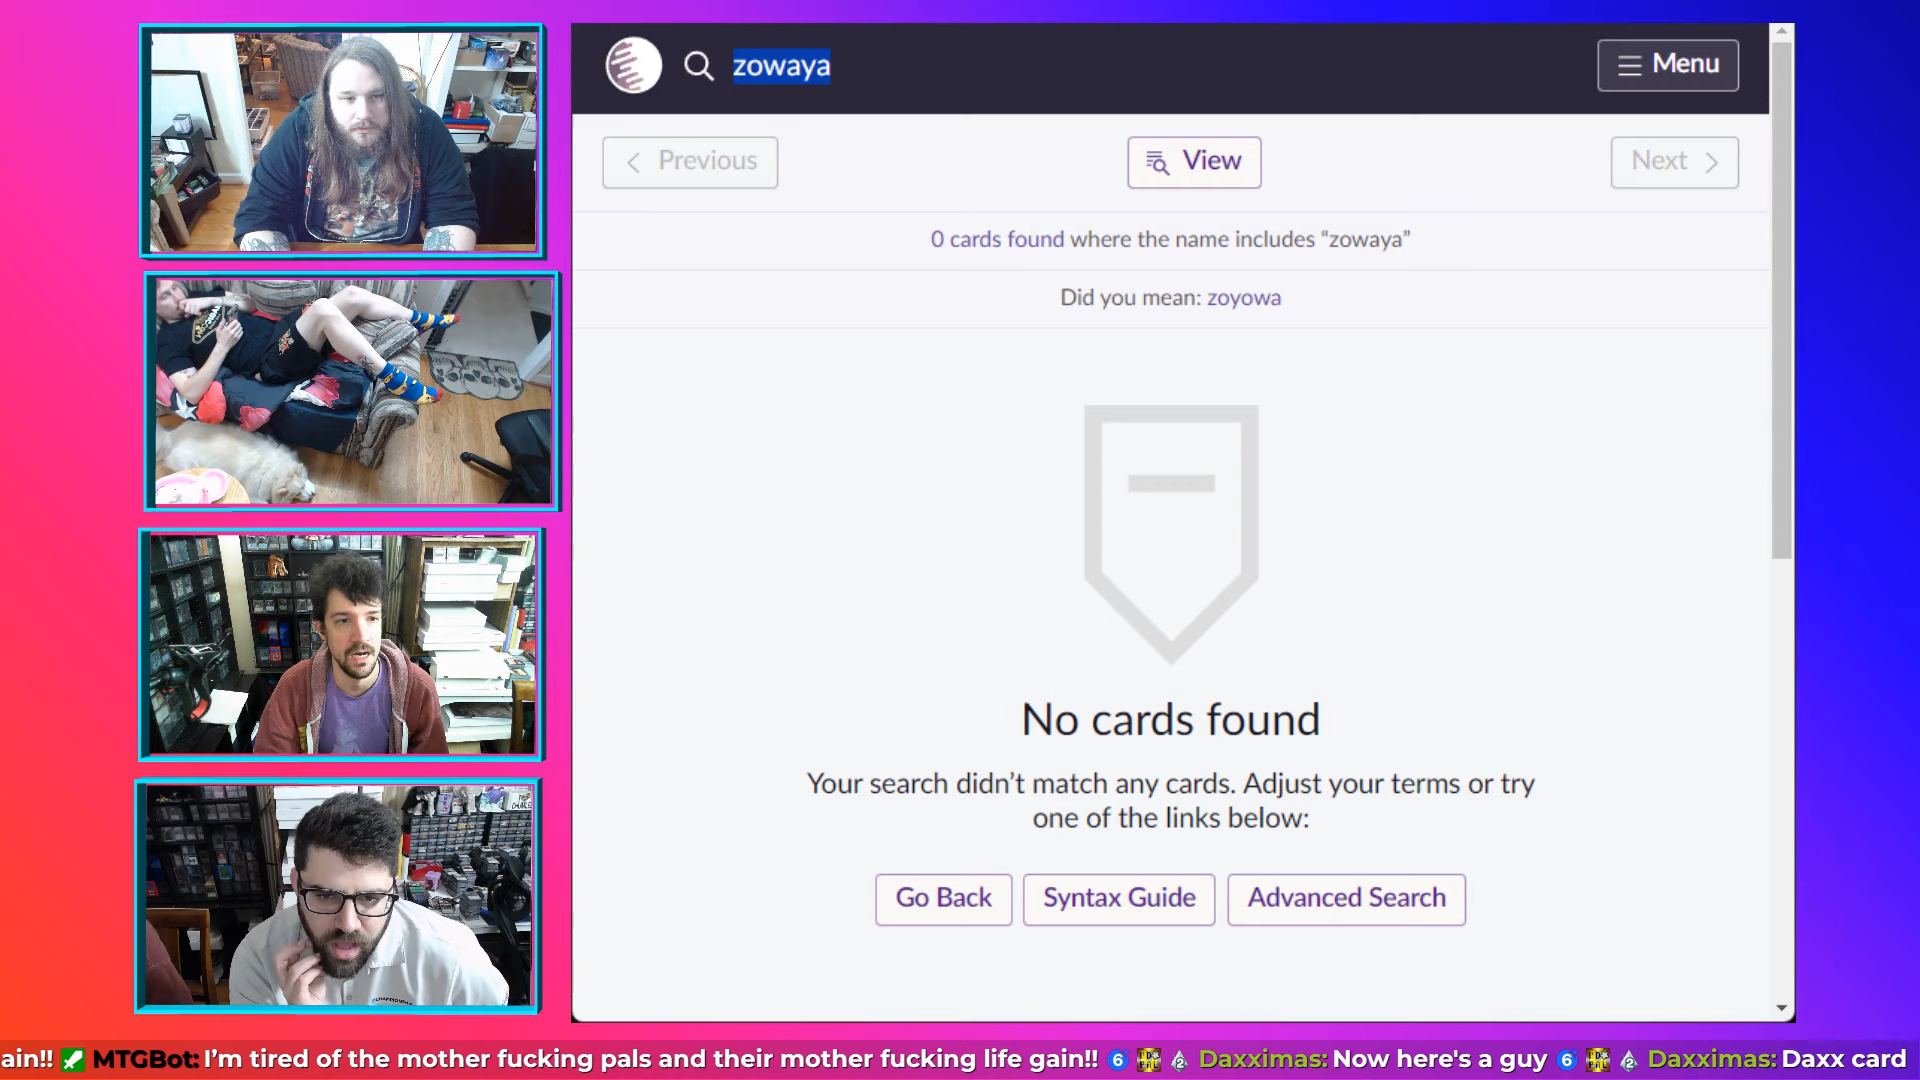 zowaya
Menu
Previous
View
Next
0 cards found where the name includes “zowaya”
Did you mean: zoyowa
No cards found
Your search didn’t match any cards. Adjust your terms or try
one of the links below:
Go Back
Syntax Guide
Advanced Search
ain!! MTGBot: I’m tired of the mother fucking pals and their mother fucking life gain!! 6 2 Daxximas: Now here's a guy 6 2 Daxximas: Daxx card